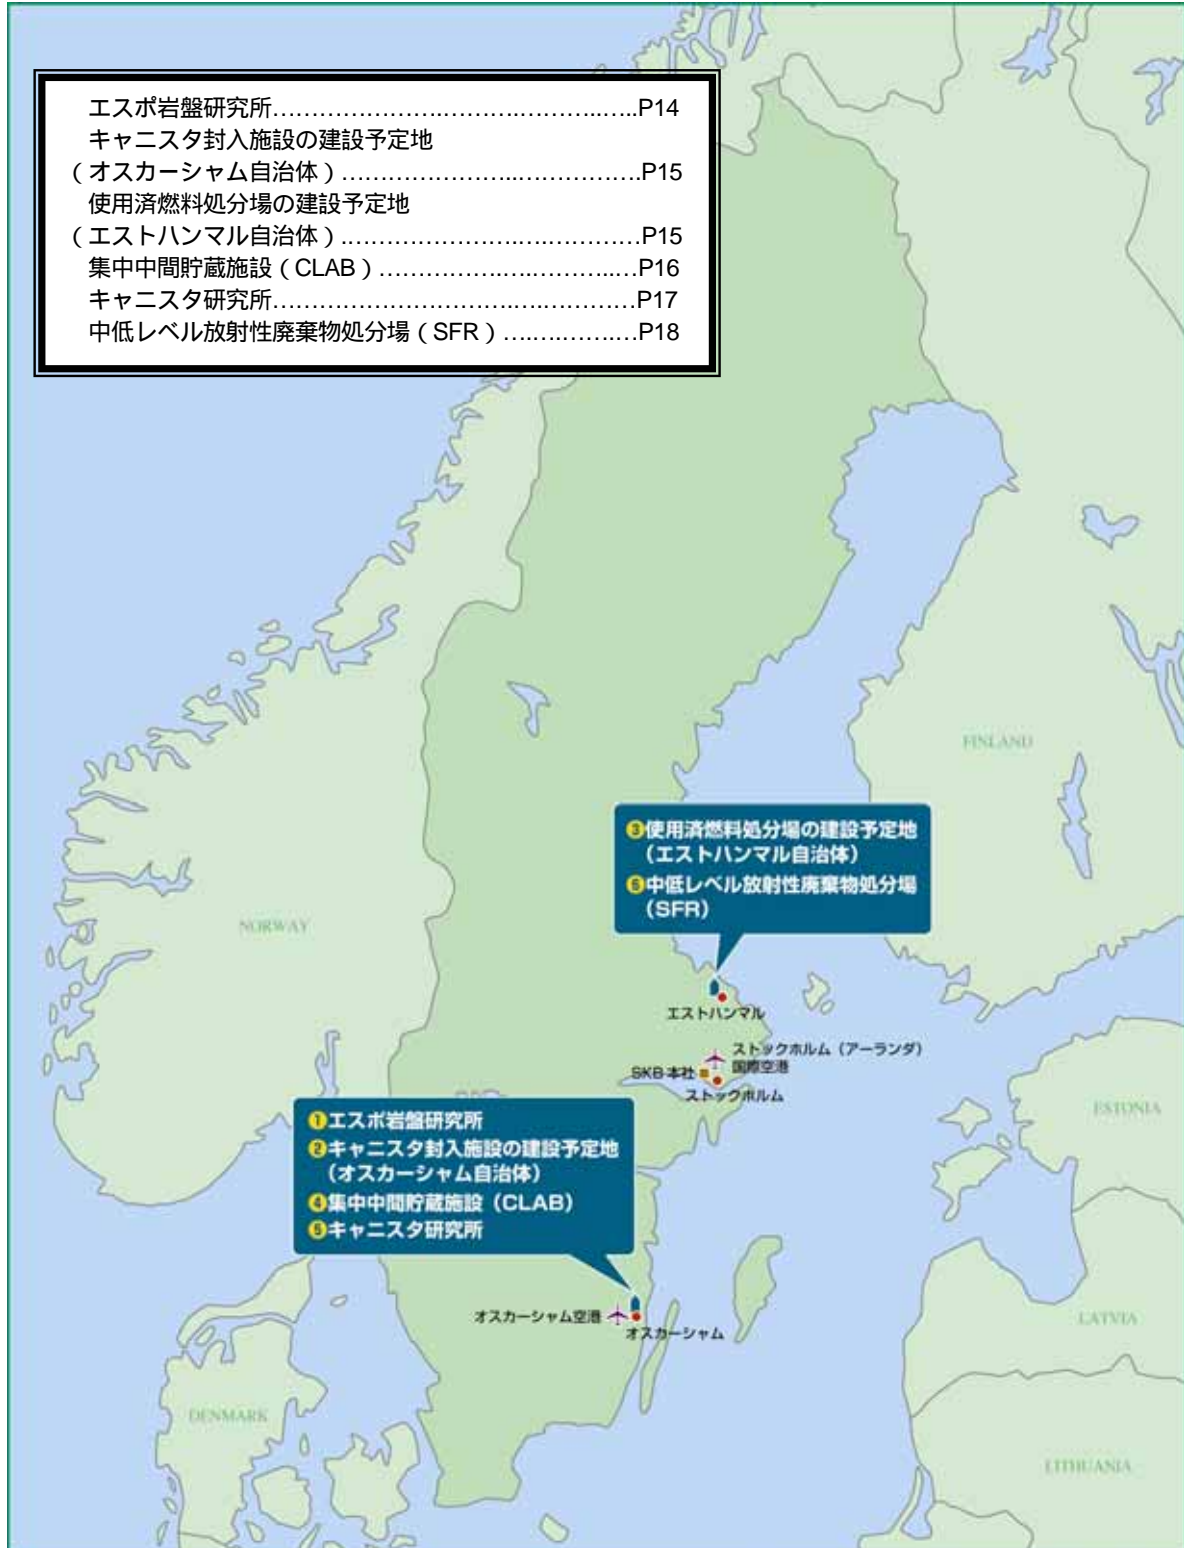 エスポ岩盤研究所……………………………………P14
キャニスタ封入施設の建設予定地
（オスカーシャム自治体）………………………………P15
使用済燃料処分場の建設予定地
（エストハンマル自治体）………………………………P15
集中中間貯蔵施設（CLAB）……………………………P16
キャニスタ研究所………………………………………P17
中低レベル放射性廃棄物処分場（SFR）………………P18
FINLAND
③使用済燃料処分場の建設予定地
（エストハンマル自治体）
⑥中低レベル放射性廃棄物処分場
（SFR）
NORWAY
エストハンマル
ストックホルム（アーランダ）
国際空港
SKB 本社
ストックホルム
ESTONIA
①エスポ岩盤研究所
②キャニスタ封入施設の建設予定地
（オスカーシャム自治体）
④集中中間貯蔵施設（CLAB）
⑤キャニスタ研究所
オスカーシャム空港
オスカーシャム
LATVIA
DENMARK
LITHUANIA